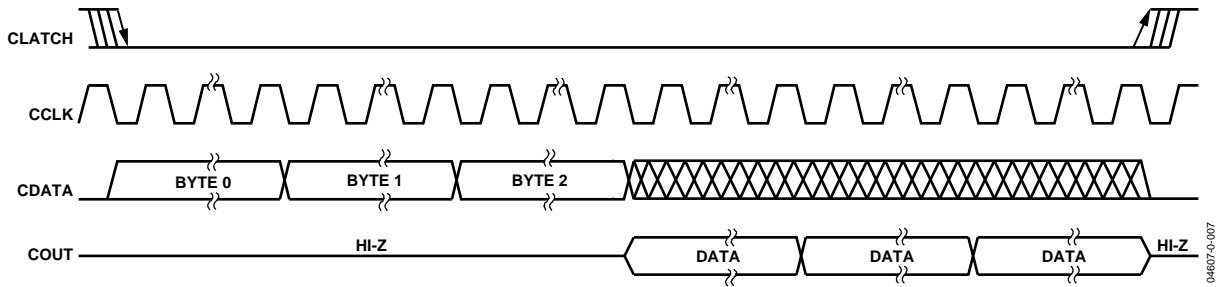 CLATCH
CCLK
CDATA BYTE 0 BYTE 1 BYTE 2
COUT HI-Z DATA DATA DATA HI-Z
04607-0-007